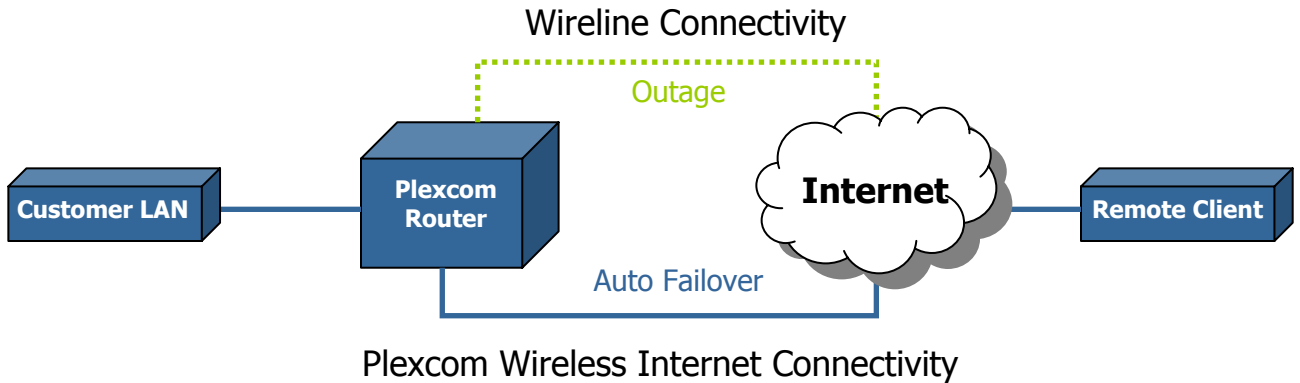 Wireline Connectivity
Outage
Customer LAN
Plexcom
Router
Internet
Remote Client
Auto Failover
Plexcom Wireless Internet Connectivity